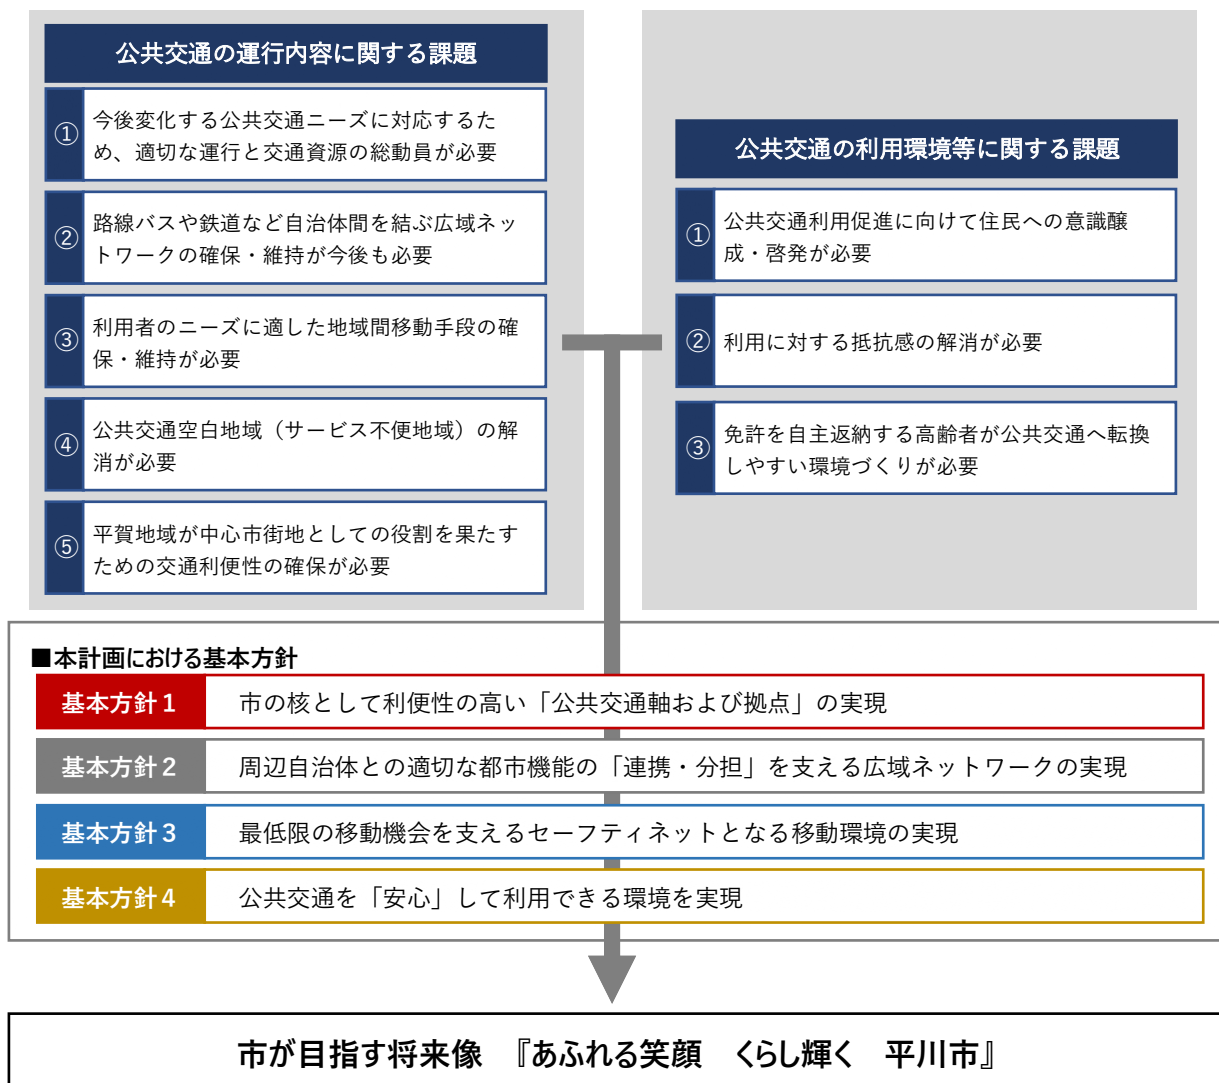 公共交通の運行内容に関する課題
①
今後変化する公共交通ニーズに対応するた
め、適切な運行と交通資源の総動員が必要
②
路線バスや鉄道など自治体間を結ぶ広域ネッ
トワークの確保・維持が今後も必要
③
利用者のニーズに適した地域間移動手段の確
保・維持が必要
④
公共交通空白地域（サービス不便地域）の解
消が必要
⑤
平賀地域が中心市街地としての役割を果たす
ための交通利便性の確保が必要
公共交通の利用環境等に関する課題
①
公共交通利用促進に向けて住民への意識醸
成・啓発が必要
②
利用に対する抵抗感の解消が必要
③
免許を自主返納する高齢者が公共交通へ転換
しやすい環境づくりが必要
■本計画における基本方針
基本方針１ 市の核として利便性の高い「公共交通軸および拠点」の実現
基本方針２ 周辺自治体との適切な都市機能の「連携・分担」を支える広域ネットワークの実現
基本方針３ 最低限の移動機会を支えるセーフティネットとなる移動環境の実現
基本方針４ 公共交通を「安心」して利用できる環境を実現
市が目指す将来像　『あふれる笑顔　くらし輝く　平川市』